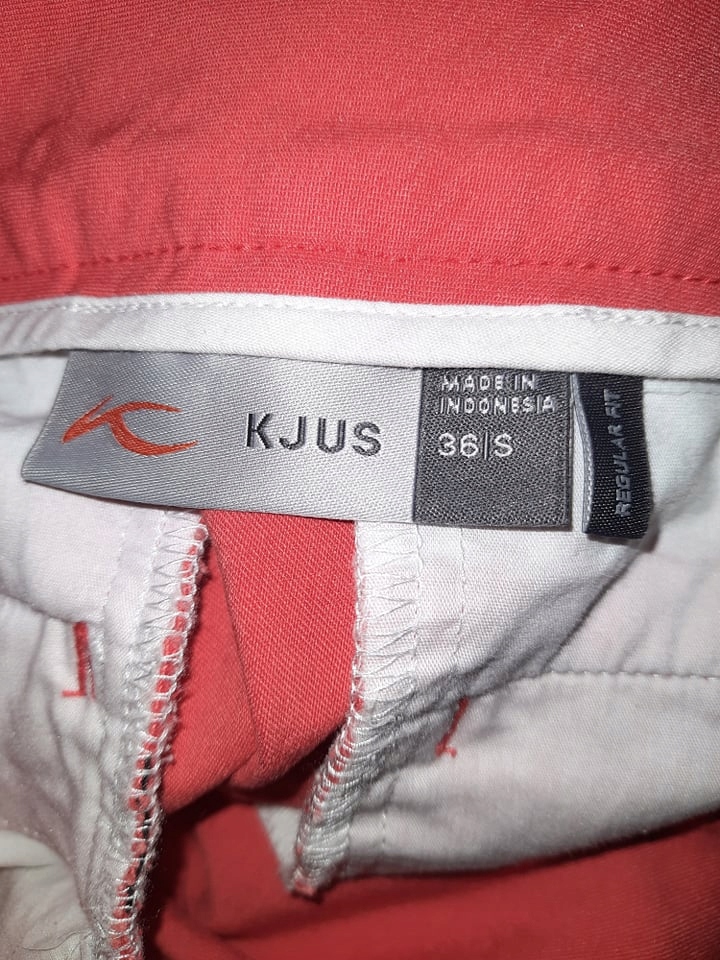 KJUS
MADE IN
INDONESIA
36|S
REGULAR FIT